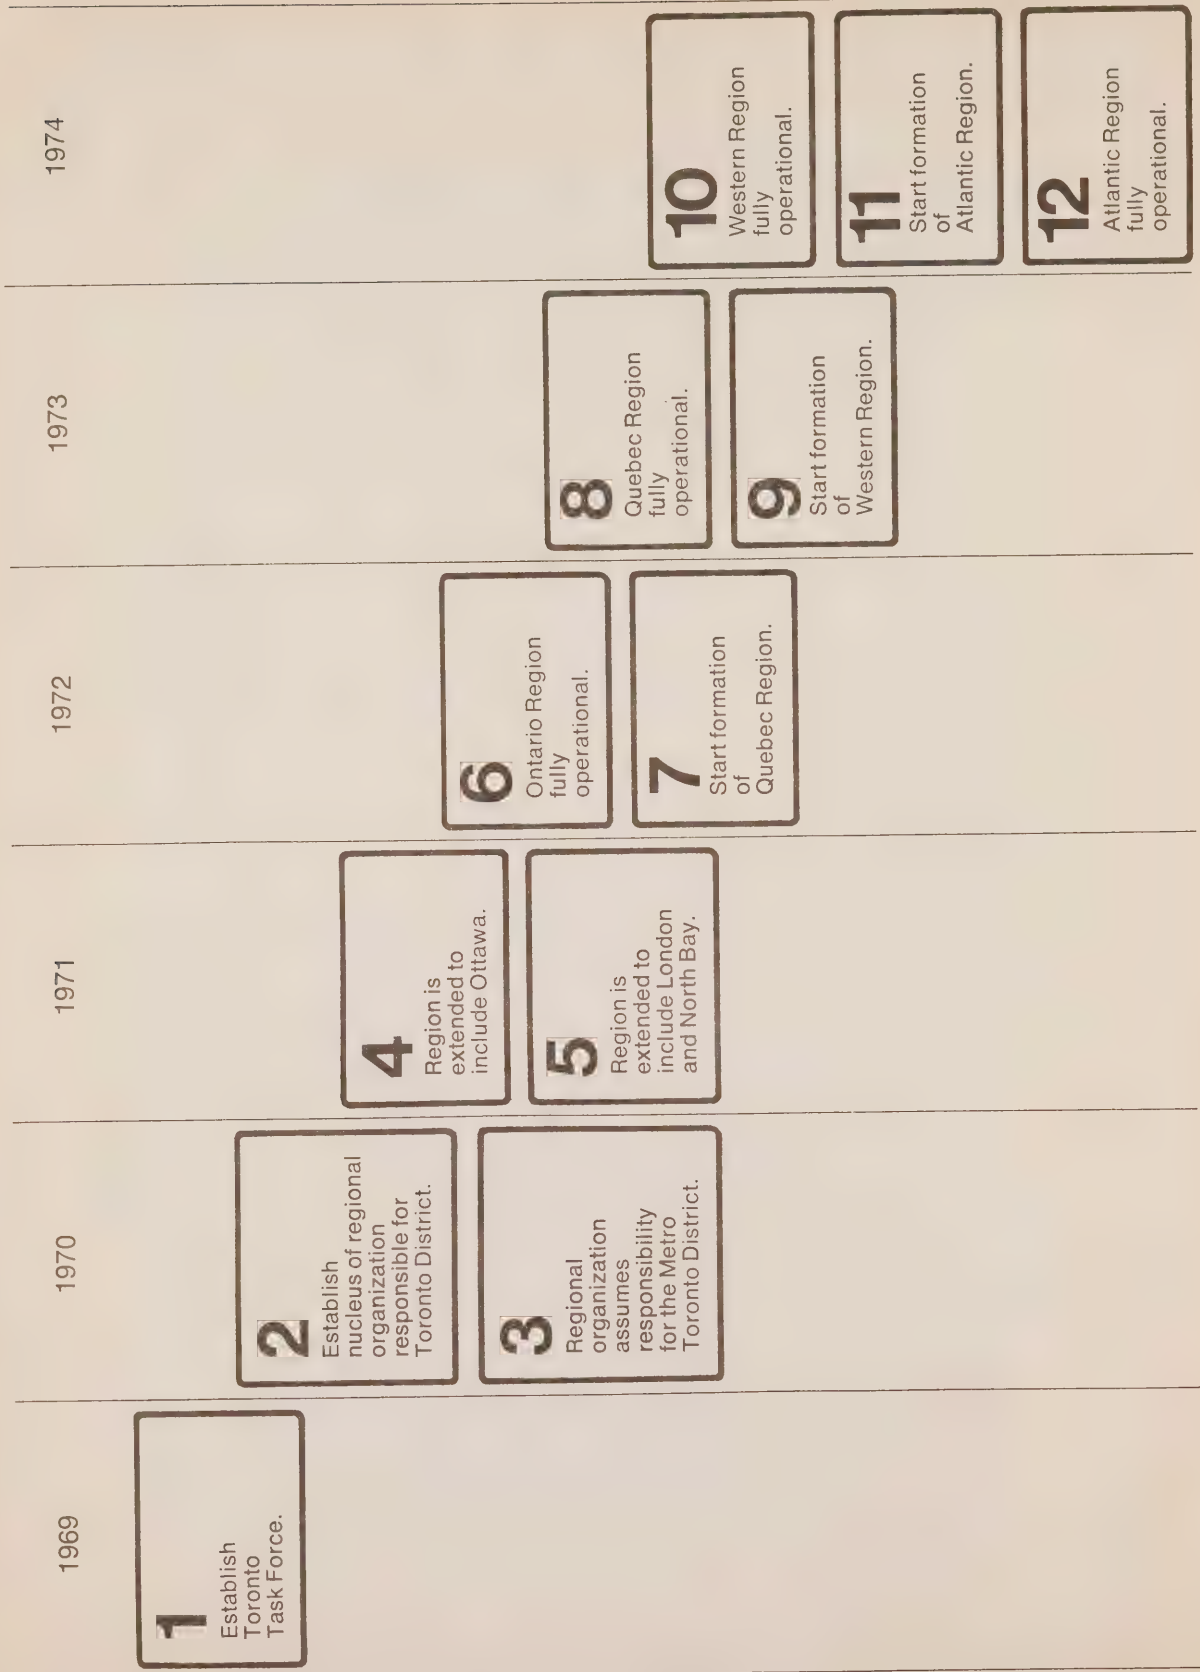 1969
1
Establish
Toronto
Task Force.
1970
2
Establish
nucleus of regional
organization
responsible for
Toronto District.
3
Regional
organization
assumes
responsibility
for the Metro
Toronto District.
1971
4
Region is
extended to
include Ottawa.
5
Region is
extended to
include London
and North Bay.
1972
6
Ontario Region
fully
operational.
7
Start formation
of
Quebec Region.
1973
8
Quebec Region
fully
operational.
9
Start formation
of
Western Region.
1974
10
Western Region
fully
operational.
11
Start formation
of
Atlantic Region.
12
Atlantic Region
fully
operational.